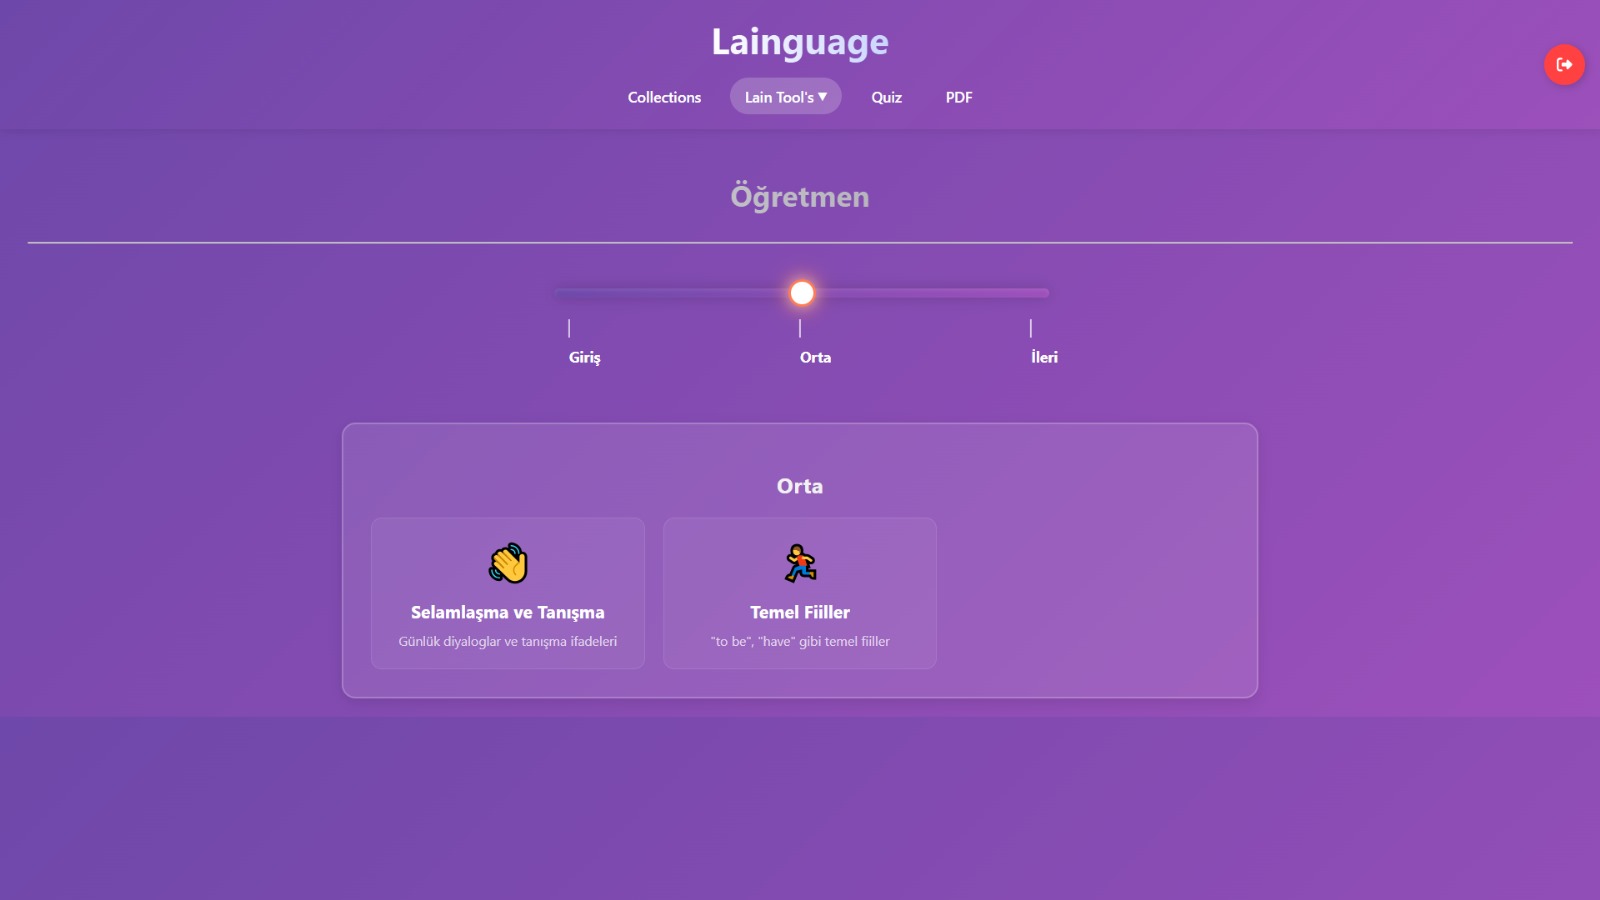 Lainguage
Collections
Lain Tool's ▼
Quiz
PDF
Öğretmen
Giriş
Orta
İleri
Orta
Selamlaşma ve Tanışma
Günlük diyaloglar ve tanışma ifadeleri
Temel Fiiller
"to be", "have" gibi temel fiiller